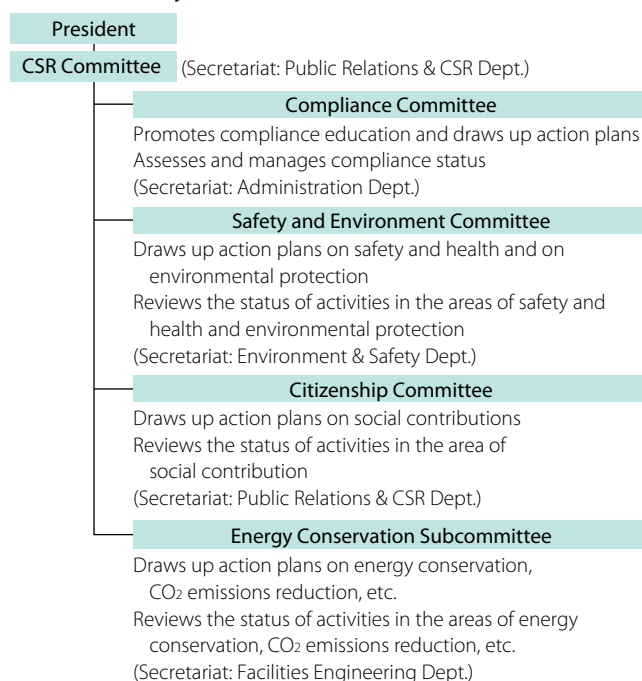 President
CSR Committee (Secretariat: Public Relations & CSR Dept.)
Compliance Committee
Promotes compliance education and draws up action plans
Assesses and manages compliance status
(Secretariat: Administration Dept.)
Safety and Environment Committee
Draws up action plans on safety and health and on
environmental protection
Reviews the status of activities in the areas of safety and
health and environmental protection
(Secretariat: Environment & Safety Dept.)
Citizenship Committee
Draws up action plans on social contributions
Reviews the status of activities in the area of
social contribution
(Secretariat: Public Relations & CSR Dept.)
Energy Conservation Subcommittee
Draws up action plans on energy conservation,
CO2 emissions reduction, etc.
Reviews the status of activities in the areas of energy
conservation, CO2 emissions reduction, etc.
(Secretariat: Facilities Engineering Dept.)